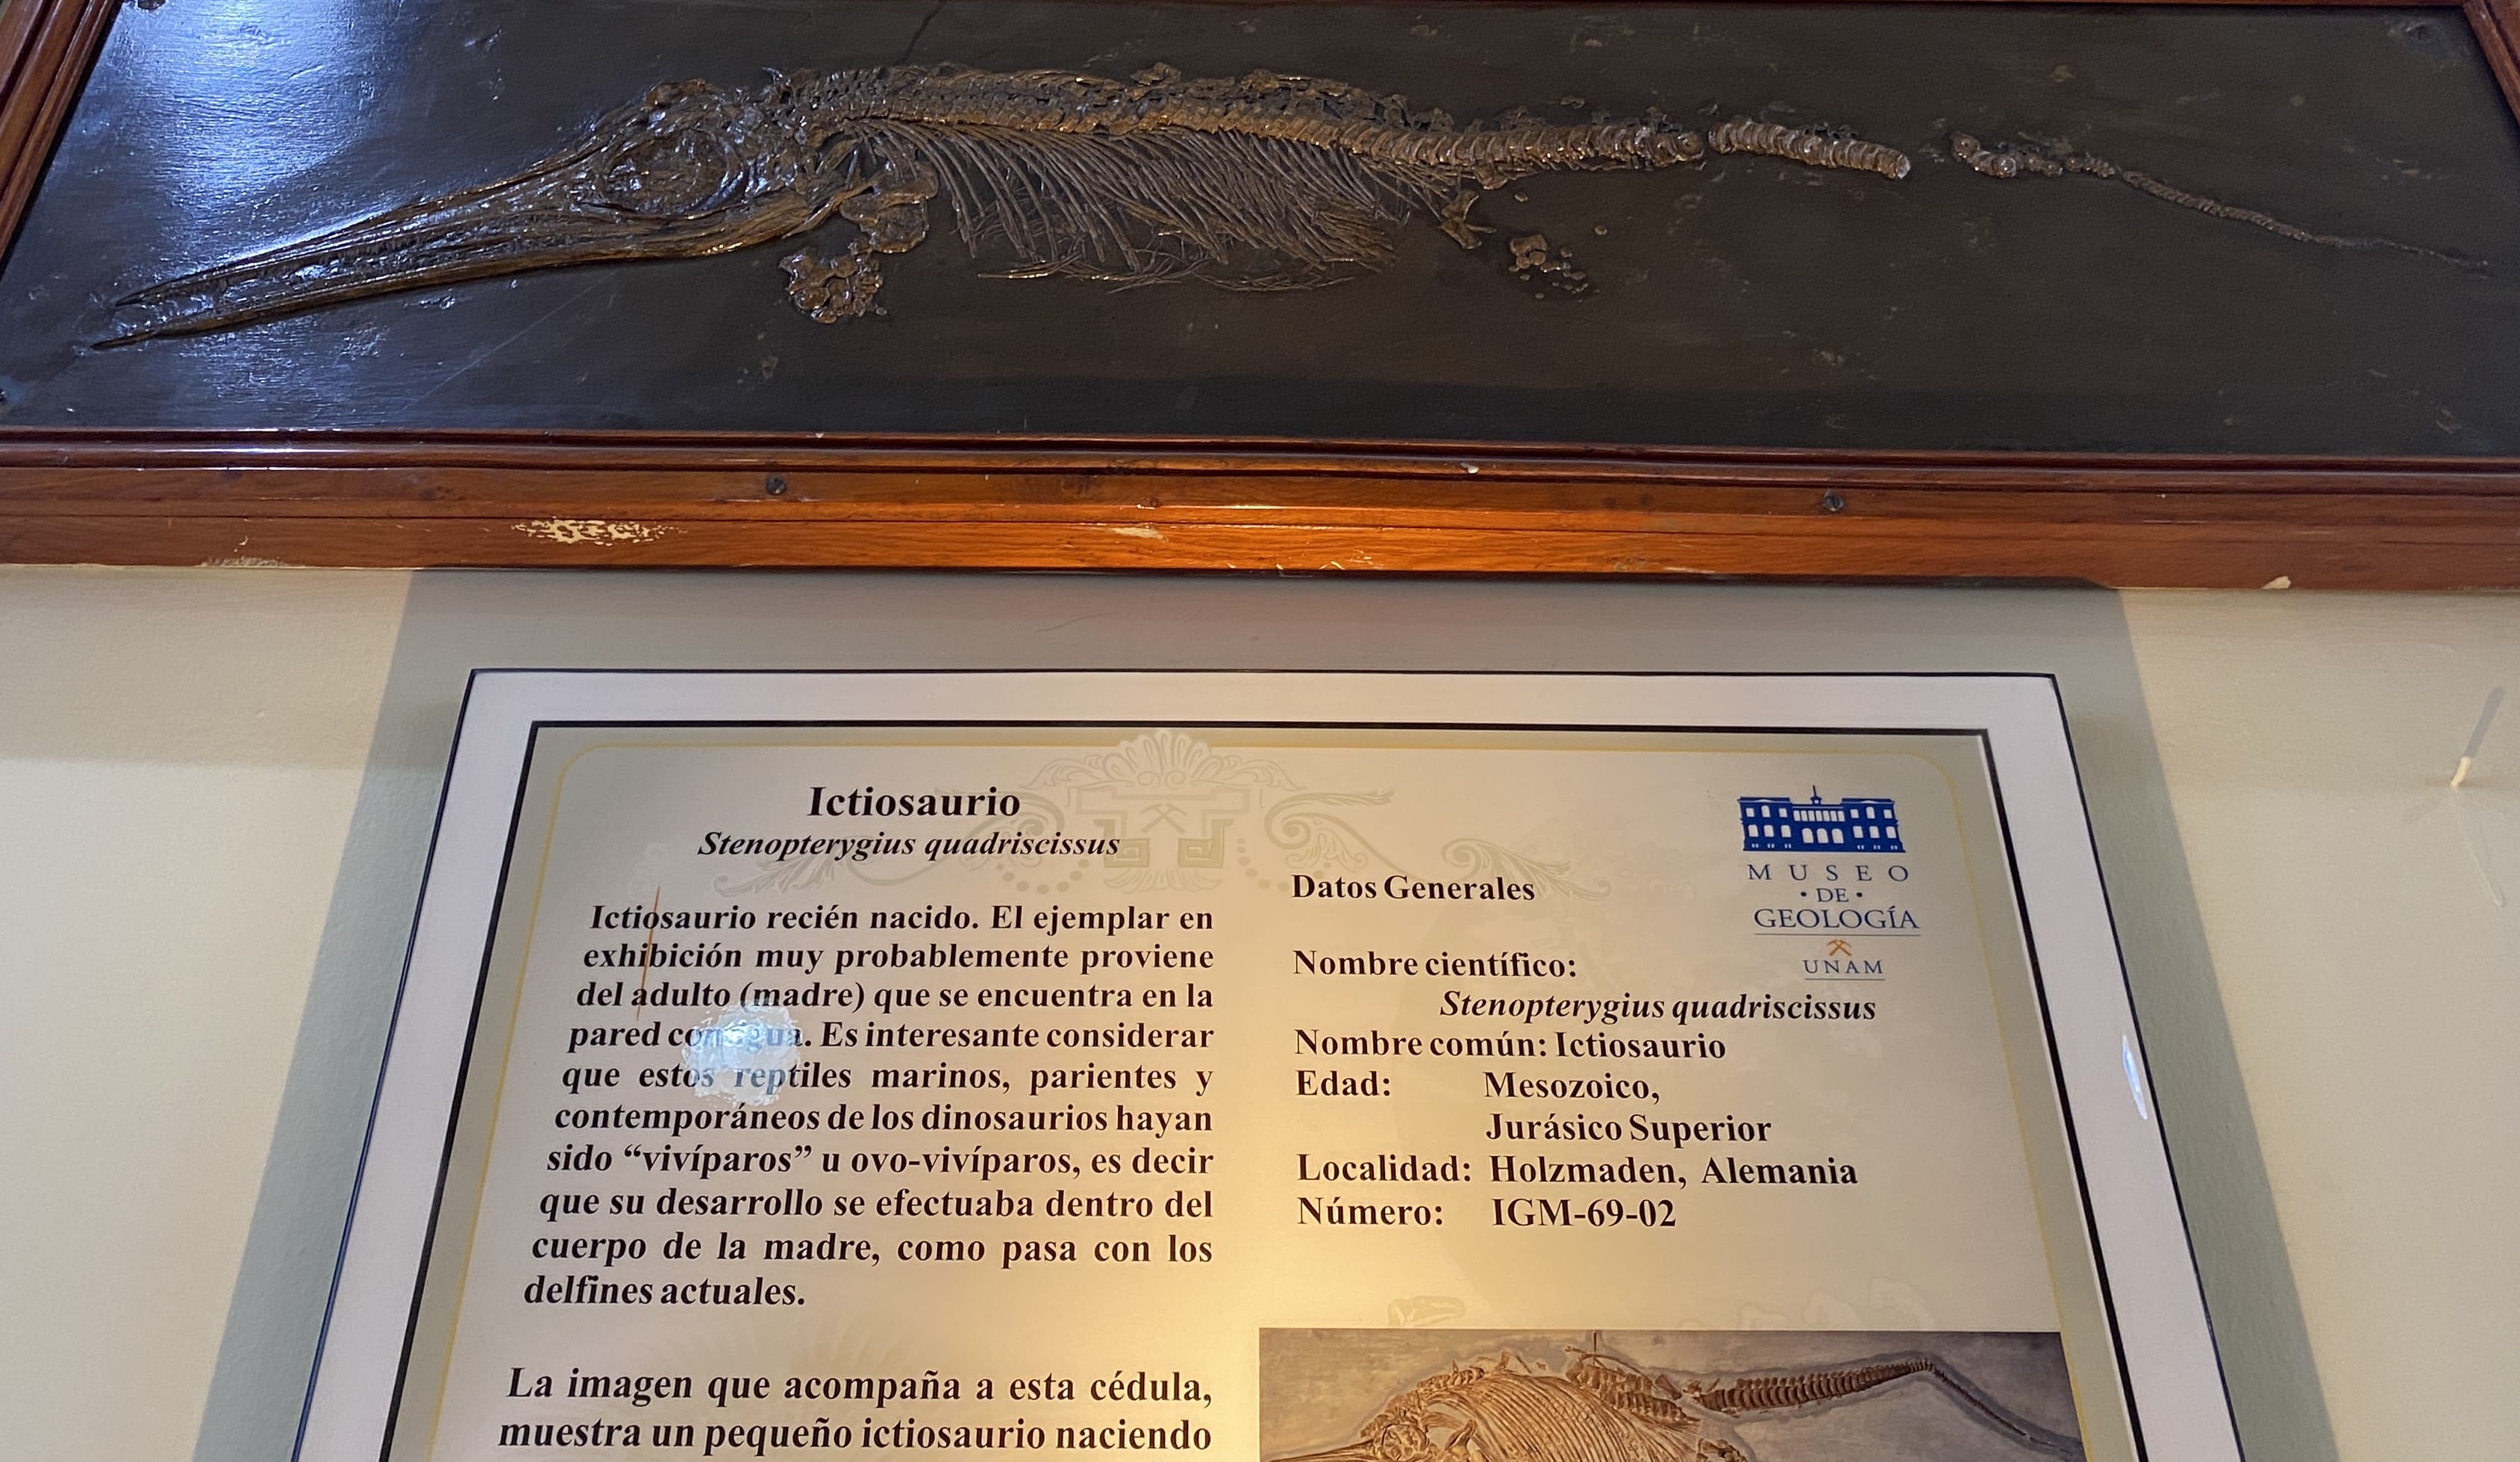 Ictiosaurio
Stenopterygius quadriscissus
Ictiosaurio recién nacido. El ejemplar en
exhibición muy probablemente proviene
del adulto (madre) que se encuentra en la
pared contigua. Es interesante considerar
que estos reptiles marinos, parientes y
contemporáneos de los dinosaurios hayan
sido “vivíparos” u ovo-vivíparos, es decir
que su desarrollo se efectuaba dentro del
cuerpo de la madre, como pasa con los
delfines actuales.
La imagen que acompaña a esta cédula,
muestra un pequeño ictiosaurio naciendo
MUSEO
• DE •
GEOLOGÍA
UNAM
Datos Generales
Nombre científico:
Stenopterygius quadriscissus
Nombre común: Ictiosaurio
Edad: Mesozoico,
Jurásico Superior
Localidad: Holzmaden, Alemania
Número: IGM-69-02